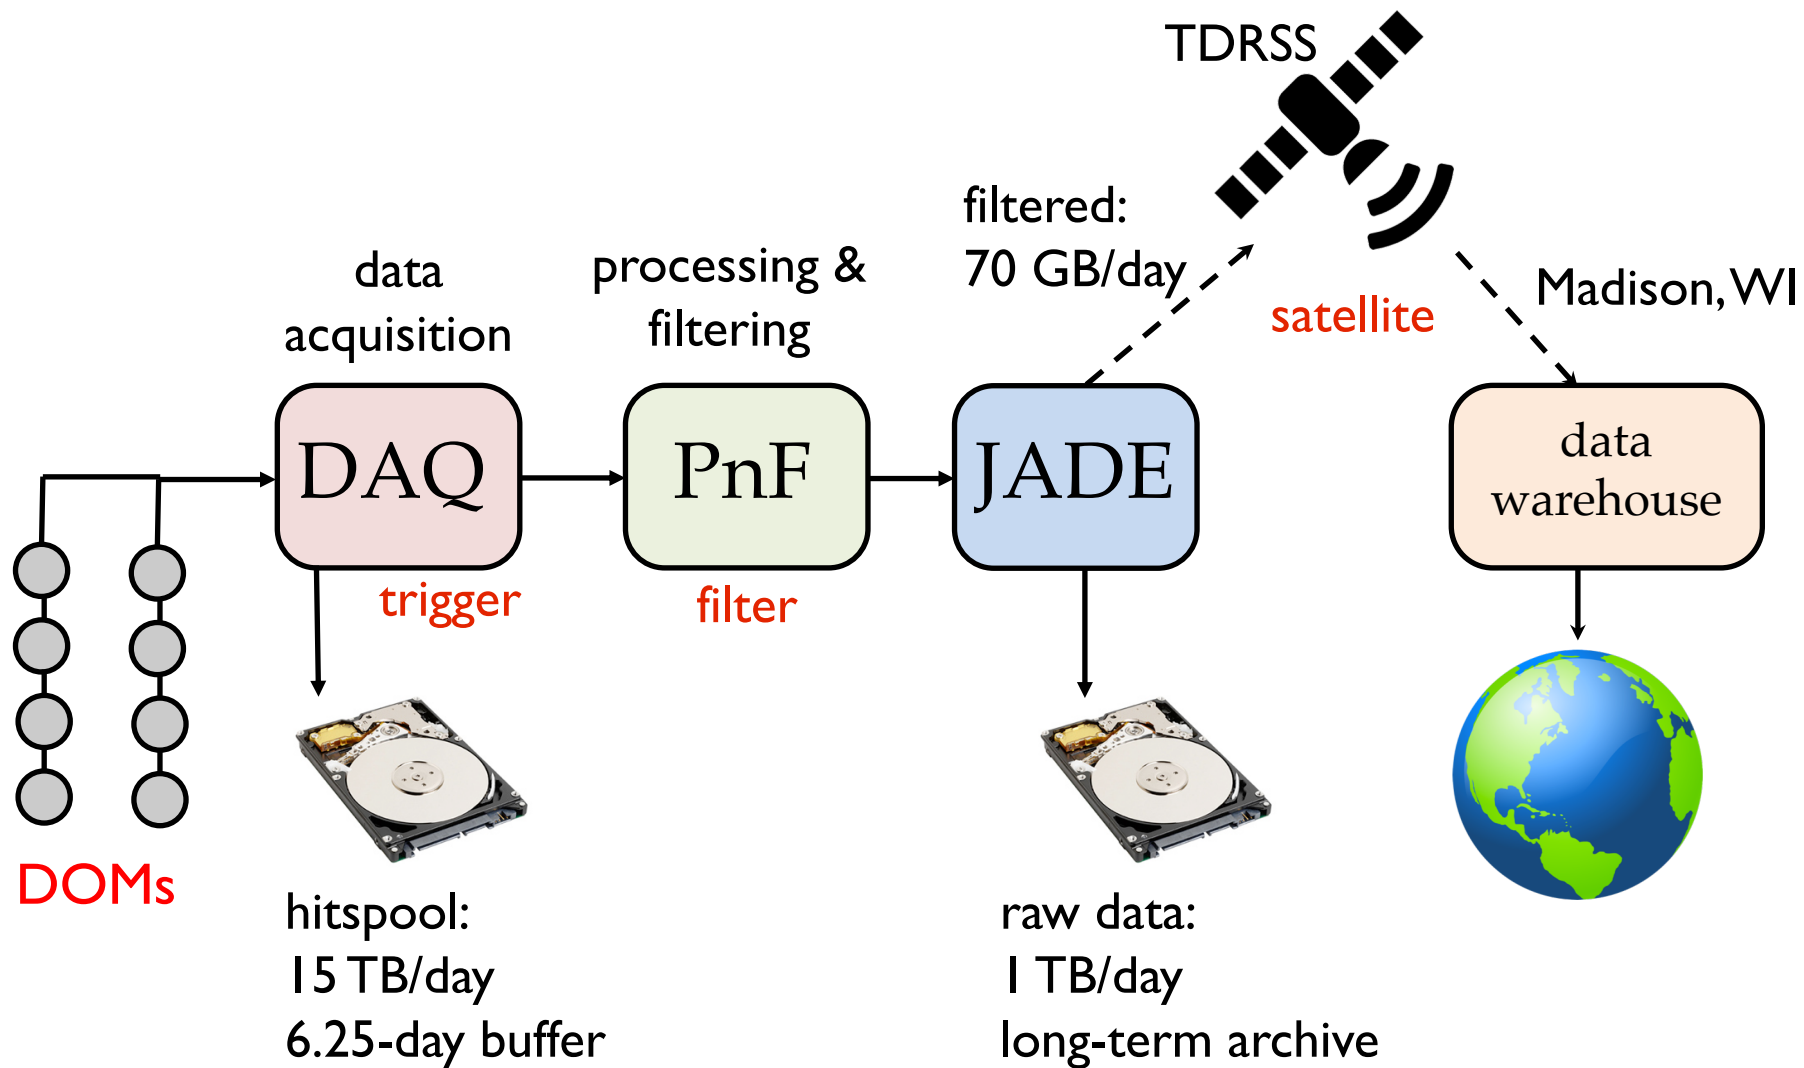 TDRSS
filtered:
70 GB/day
satellite
Madison, WI
data
acquisition
processing &
filtering
DAQ
PnF
JADE
data
warehouse
trigger
filter
DOMs
hitspool:
15 TB/day
6.25-day buffer
raw data:
1 TB/day
long-term archive